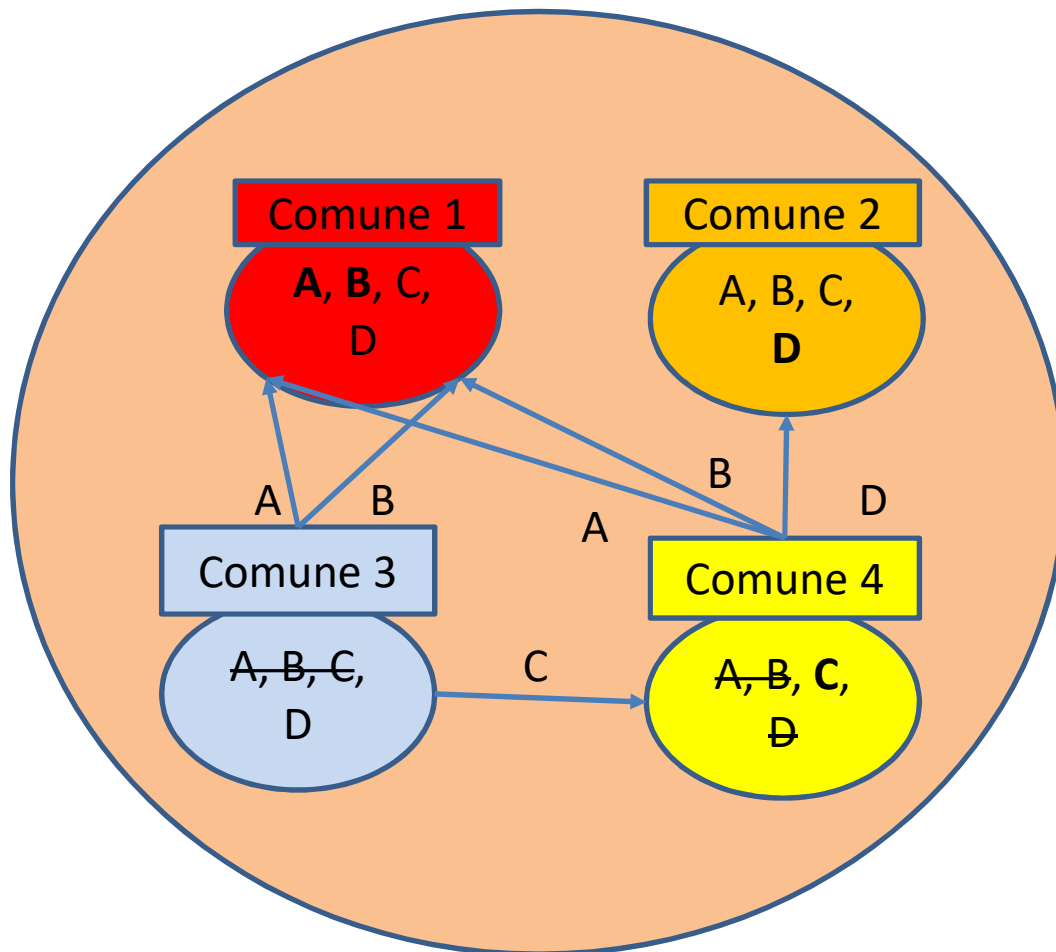 Comune 1
A, B, C,
D
Comune 2
A, B, C,
D
A
B
A
B
D
Comune 3
A, B, C,
D
C
Comune 4
A, B, C,
D